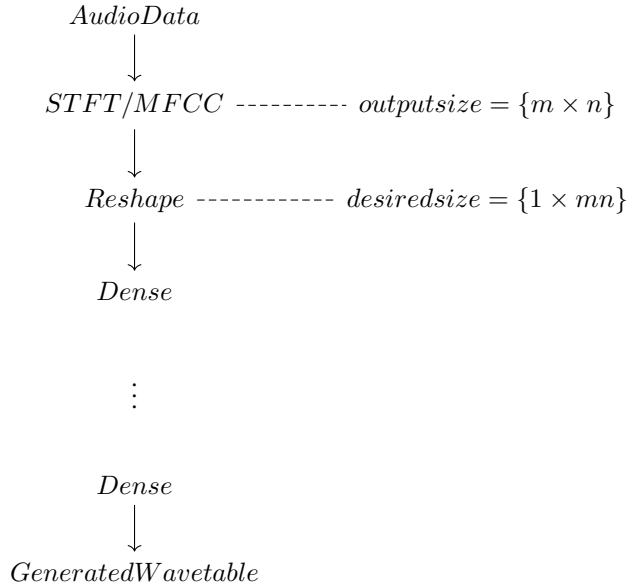 AudioData
STFT/MFCC outputsize = {m × n}
Reshape desiredsize = {1 × mn}
Dense
⋮
Dense
GeneratedWavetable